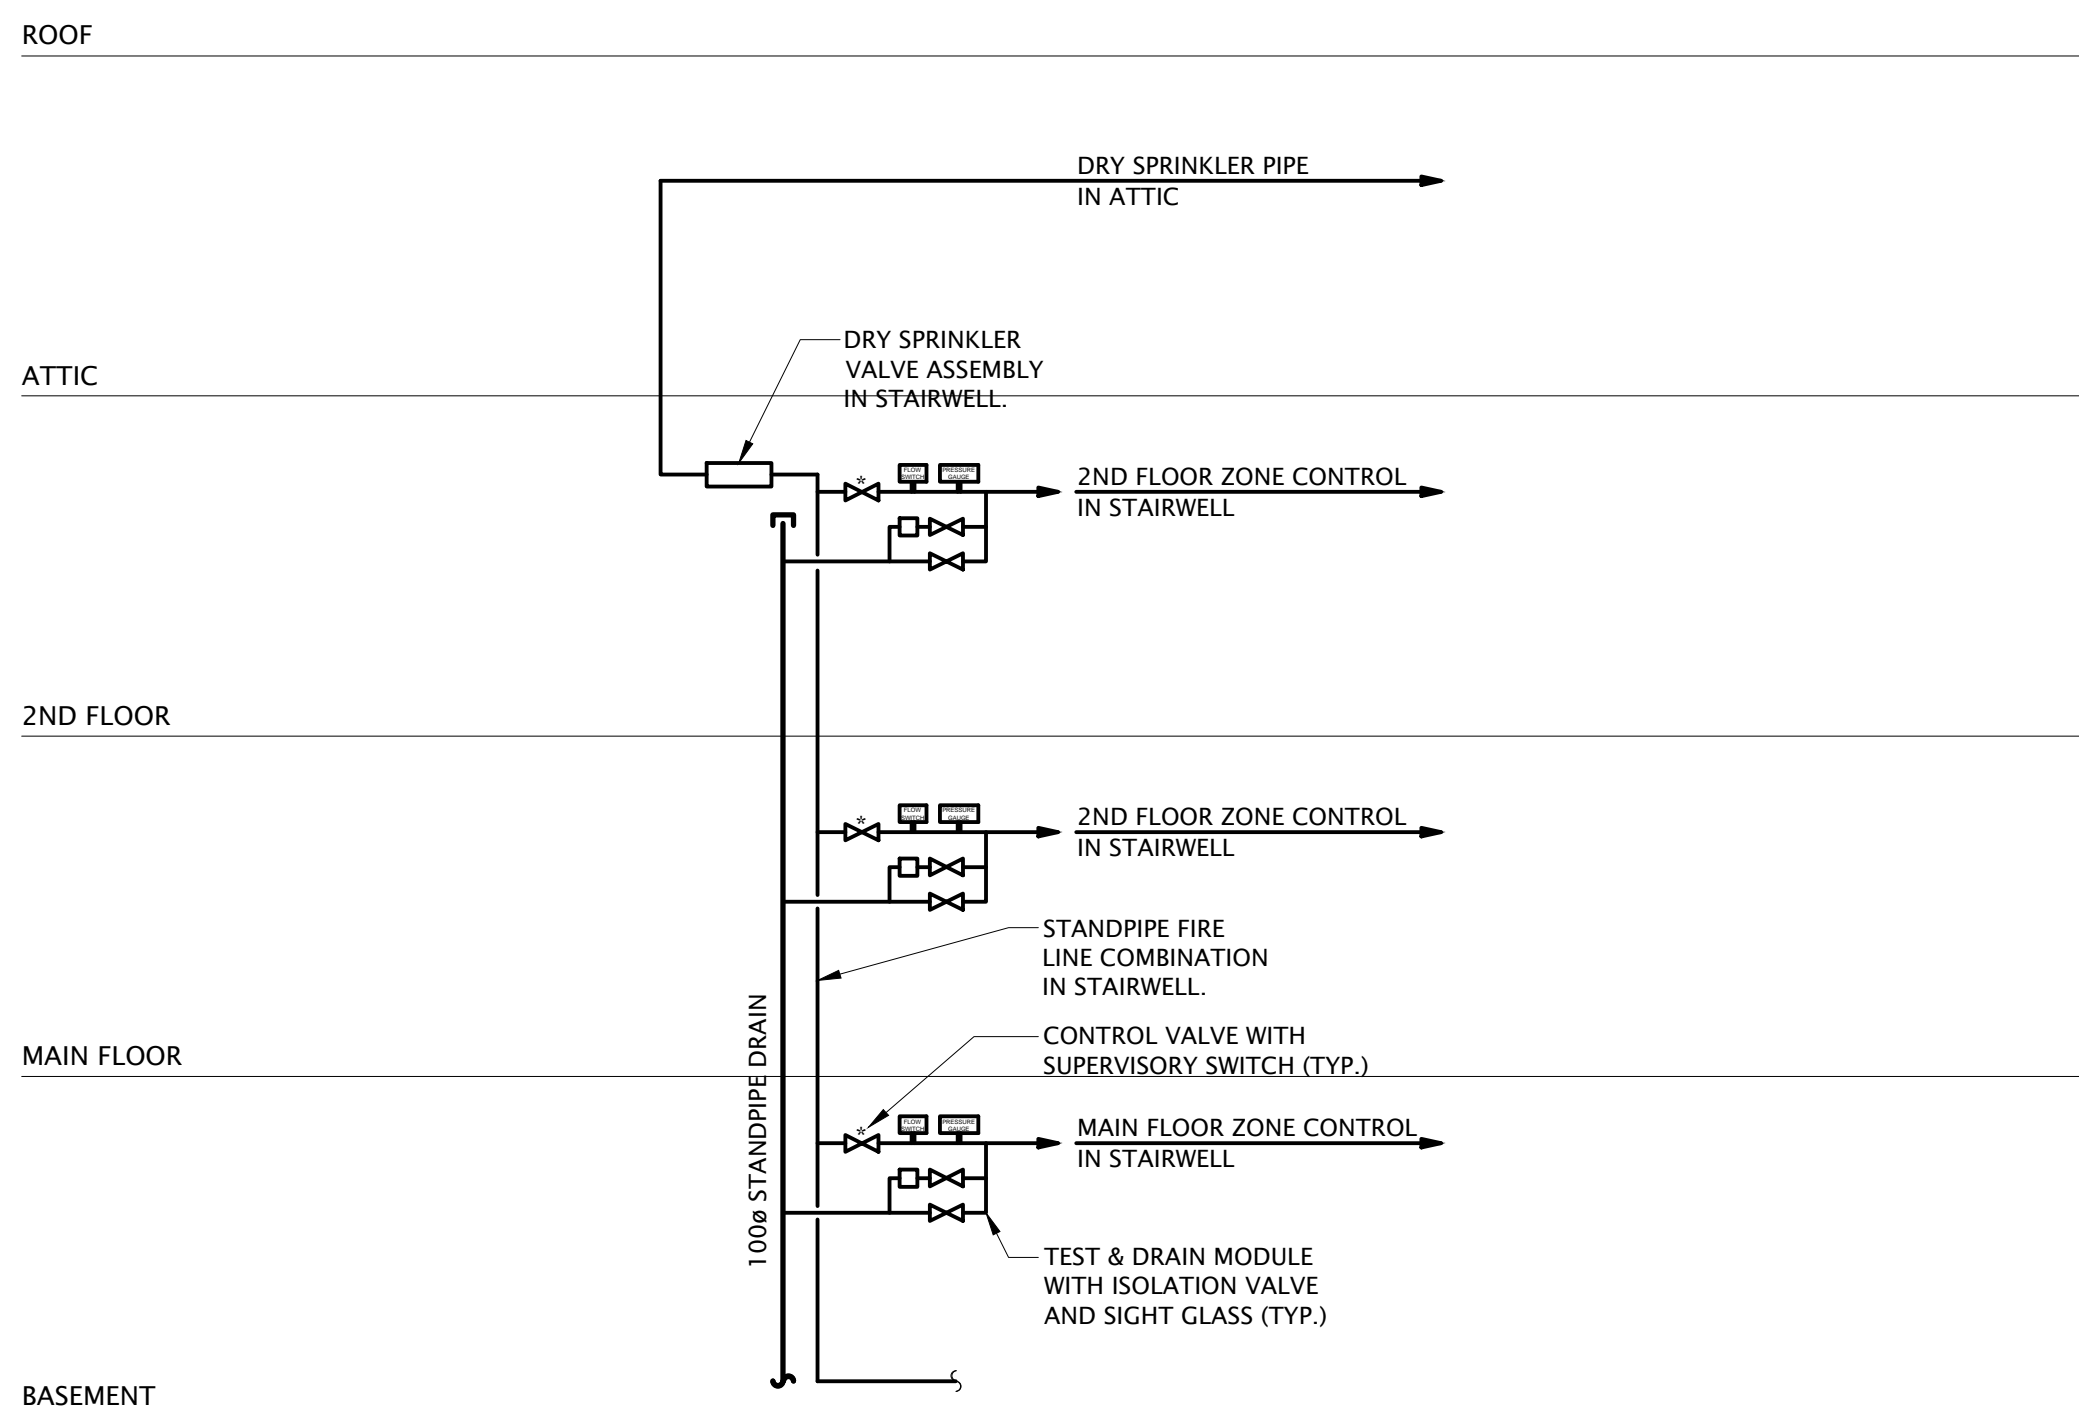 ROOF
DRY SPRINKLER PIPE
IN ATTIC
DRY SPRINKLER
VALVE ASSEMBLY
IN STAIRWELL.
ATTIC
FLOW
SWITCH
PRESSURE
GAUGE
*
2ND FLOOR ZONE CONTROL
IN STAIRWELL
2ND FLOOR
FLOW
SWITCH
PRESSURE
GAUGE
*
2ND FLOOR ZONE CONTROL
IN STAIRWELL
STANDPIPE FIRE
LINE COMBINATION
IN STAIRWELL.
100ø STANDPIPE DRAIN
CONTROL VALVE WITH
SUPERVISORY SWITCH (TYP.)
MAIN FLOOR
FLOW
SWITCH
PRESSURE
GAUGE
*
MAIN FLOOR ZONE CONTROL
IN STAIRWELL
TEST & DRAIN MODULE
WITH ISOLATION VALVE
AND SIGHT GLASS (TYP.)
BASEMENT